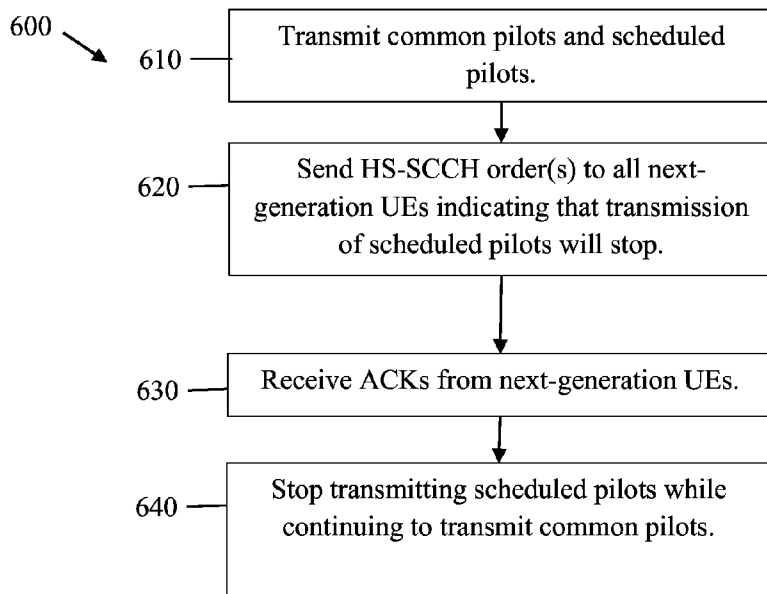 600
610
Transmit common pilots and scheduled
pilots.
620
Send HS-SCCH order(s) to all next-
generation UEs indicating that transmission
of scheduled pilots will stop.
630
Receive ACKs from next-generation UEs.
640
Stop transmitting scheduled pilots while
continuing to transmit common pilots.